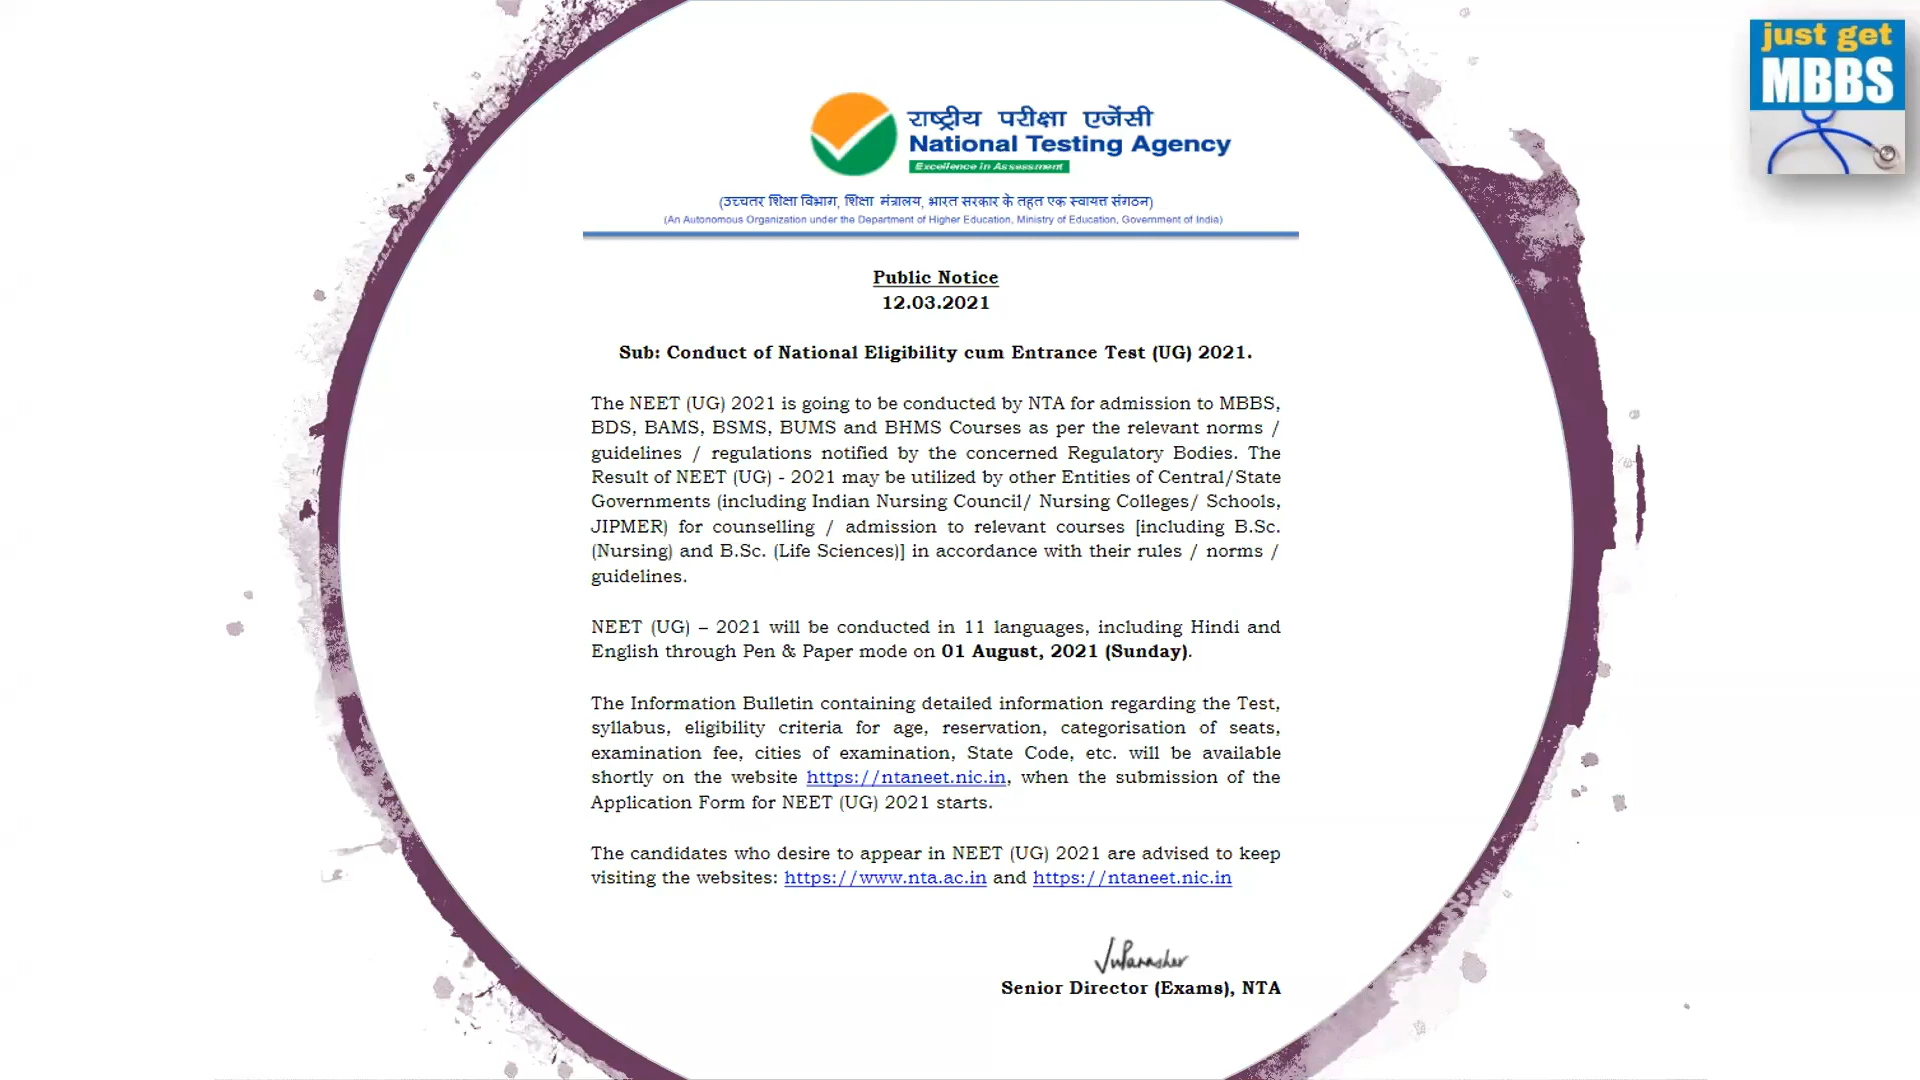 just get
MBBS
राष्ट्रीय परीक्षा एजेंसी
National Testing Agency
Excellence in Assessment
(उच्चतर शिक्षा विभाग, शिक्षा मंत्रालय, भारत सरकार के तहत एक स्वायत्त संगठन)
(An Autonomous Organization under the Department of Higher Education, Ministry of Education, Government of India)
Public Notice
12.03.2021
Sub: Conduct of National Eligibility cum Entrance Test (UG) 2021.
The NEET (UG) 2021 is going to be conducted by NTA for admission to MBBS,
BDS, BAMS, BSMS, BUMS and BHMS Courses as per the relevant norms /
guidelines / regulations notified by the concerned Regulatory Bodies. The
Result of NEET (UG) - 2021 may be utilized by other Entities of Central/State
Governments (including Indian Nursing Council/ Nursing Colleges/ Schools,
JIPMER) for counselling / admission to relevant courses [including B.Sc.
(Nursing) and B.Sc. (Life Sciences)] in accordance with their rules / norms /
guidelines.
NEET (UG) – 2021 will be conducted in 11 languages, including Hindi and
English through Pen & Paper mode on 01 August, 2021 (Sunday).
The Information Bulletin containing detailed information regarding the Test,
syllabus, eligibility criteria for age, reservation, categorisation of seats,
examination fee, cities of examination, State Code, etc. will be available
shortly on the website https://ntaneet.nic.in, when the submission of the
Application Form for NEET (UG) 2021 starts.
The candidates who desire to appear in NEET (UG) 2021 are advised to keep
visiting the websites: https://www.nta.ac.in and https://ntaneet.nic.in
Senior Director (Exams), NTA